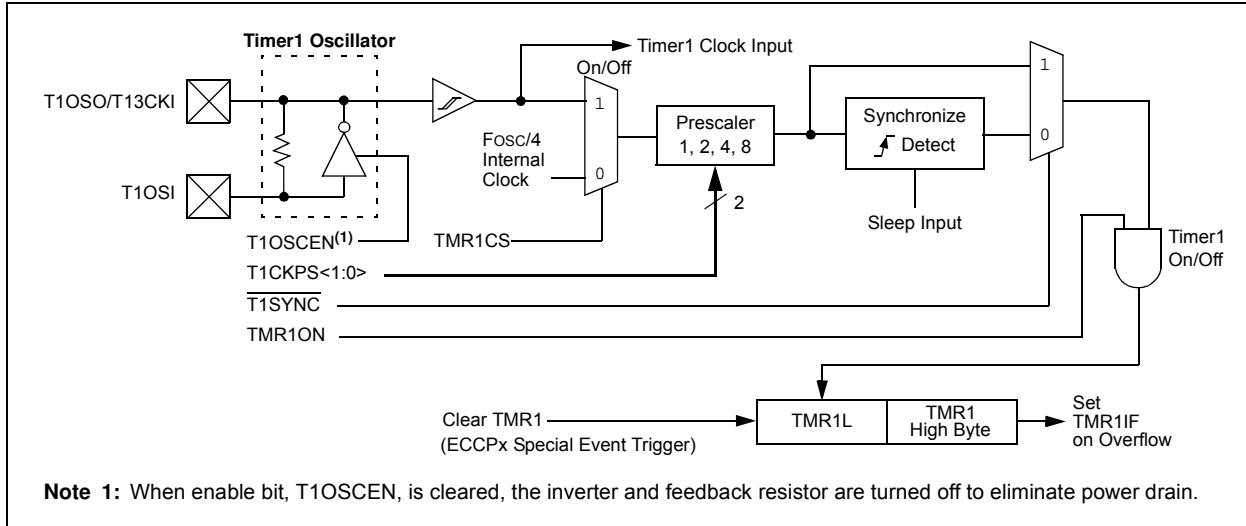 Timer1 Oscillator
Timer1 Clock Input
On/Off
T1OSO/T13CKI
1
Prescaler
1, 2, 4, 8
Synchronize
Detect
1
0
FOSC/4
Internal
Clock
0
T1OSI
2
Sleep Input
T1OSCEN(1)
TMR1CS
Timer1
On/Off
T1CKPS<1:0>
T1SYNC
TMR1ON
Clear TMR1
(ECCPx Special Event Trigger)
TMR1L
TMR1
High Byte
Set
TMR1IF
on Overflow
Note 1: When enable bit, T1OSCEN, is cleared, the inverter and feedback resistor are turned off to eliminate power drain.